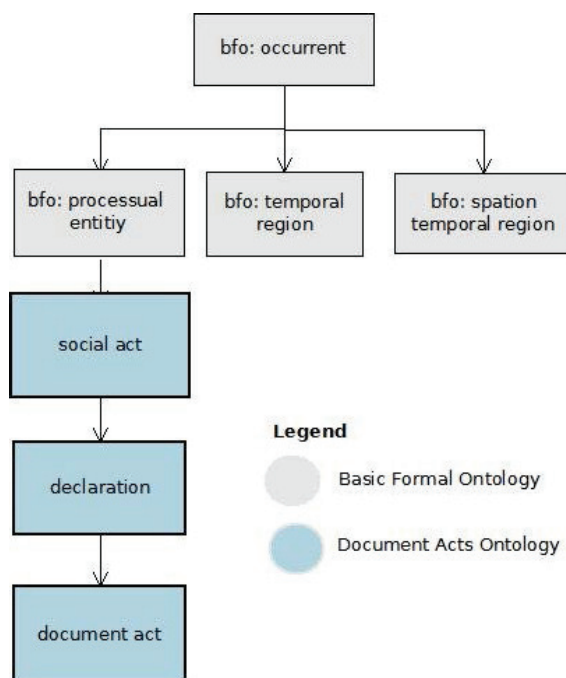 bfo: occurrent
bfo: processual
entitiy
bfo: temporal
region
bfo: spation
temporal region
social act
declaration
document act
Legend
Basic Formal Ontology
Document Acts Ontology